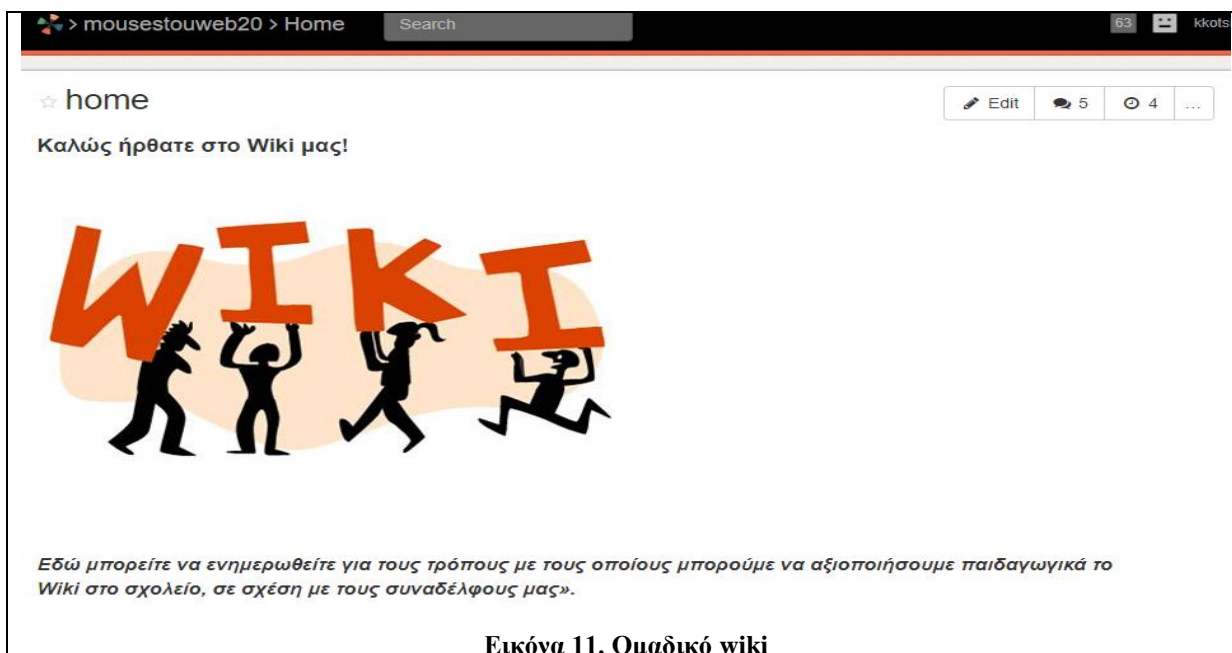 > mousestouweb20 > Home Search 63 kkots
home Edit 5 4 ...
Καλώς ήρθατε στο Wiki μας!
WIKI
Εδώ μπορείτε να ενημερωθείτε για τους τρόπους με τους οποίους μπορούμε να αξιοποιήσουμε παιδαγωγικά το
Wiki στο σχολείο, σε σχέση με τους συναδέλφους μας».
Εικόνα 11. Ομαδικό wiki